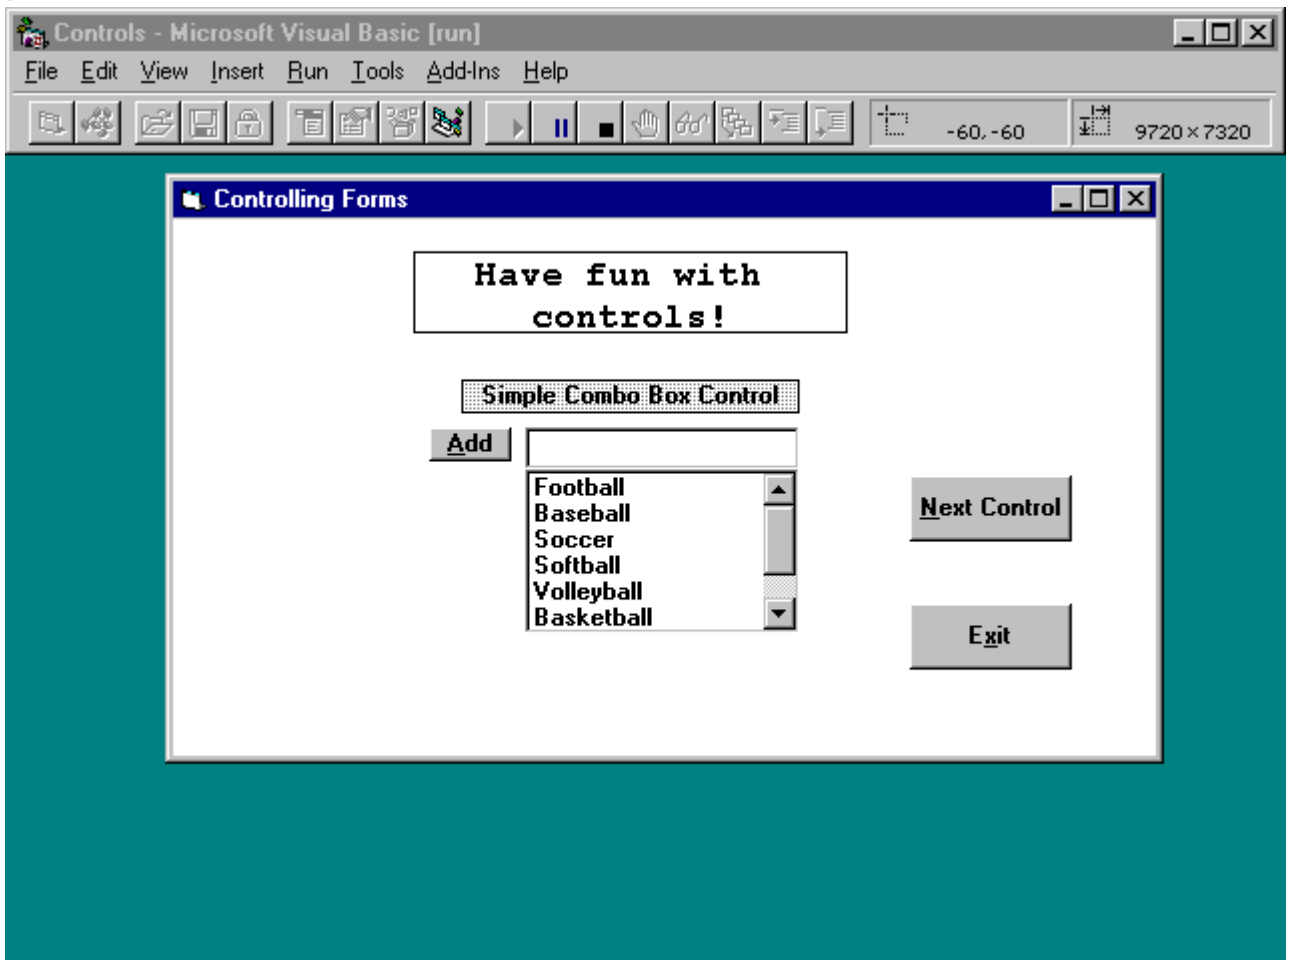 Controls - Microsoft Visual Basic [run]
File Edit View Insert Run Tools Add-Ins Help
-60,-60 9720×7320
Controlling Forms
Have fun with
controls!
Simple Combo Box Control
Add
Football
Baseball
Soccer
Softball
Volleyball
Basketball
Next Control
Exit